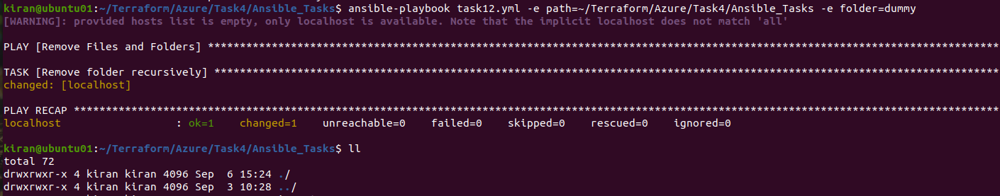 kiran@ubuntu01:~/Terraform/Azure/Task4/Ansible_Tasks$ ansible-playbook task12.yml -e path=~/Terraform/Azure/Task4/Ansible_Tasks -e folder=dummy
[WARNING]: provided hosts list is empty, only localhost is available. Note that the implicit localhost does not match 'all'
PLAY [Remove Files and Folders] ****************************************************************************************************************************
TASK [Remove folder recursively] ***************************************************************************************************************************
changed: [localhost]
PLAY RECAP *************************************************************************************************************************************************
localhost : ok=1 changed=1 unreachable=0 failed=0 skipped=0 rescued=0 ignored=0
kiran@ubuntu01:~/Terraform/Azure/Task4/Ansible_Tasks$ ll
total 72
drwxrwxr-x 4 kiran kiran 4096 Sep 6 15:24 ./
drwxrwxr-x 4 kiran kiran 4096 Sep 3 10:28 ../